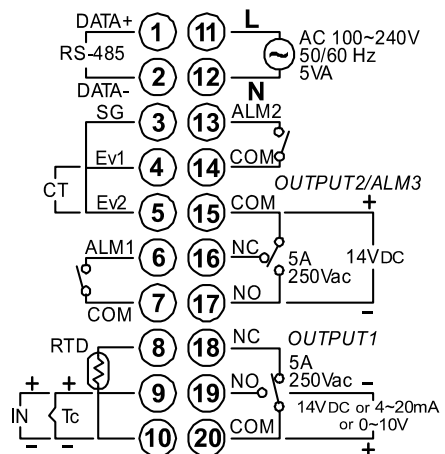 DATA+ 1 11 L
RS-485 AC 100~240V
50/60 Hz
5VA
DATA- 2 12 N
SG 3 13 ALM2
Ev1 4 14 COM
CT
OUTPUT2/ALM3
Ev2 5 15 COM +
ALM1 6 16 NC
5A
250Vac
14VDC
COM 7 17 NO -
RTD 8 18 NC OUTPUT1
5A
250Vac
+ + 9 19 NO -
IN Tc
14VDC or 4~20mA
or 0~10V
- - 10 20 COM +